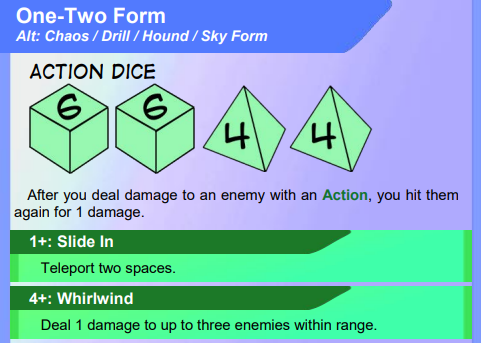 One-Two Form
Alt: Chaos / Drill / Hound / Sky Form
ACTION DICE
6 6 4 4
After you deal damage to an enemy with an Action, you hit them
again for 1 damage.
1+: Slide In
Teleport two spaces.
4+: Whirlwind
Deal 1 damage to up to three enemies within range.